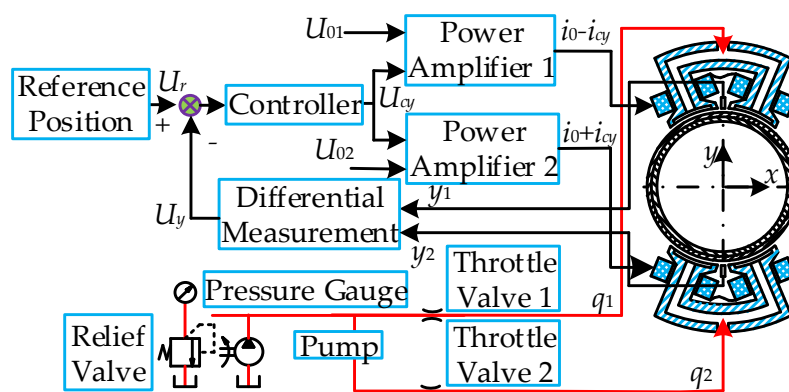 U01
Power
Amplifier 1
i0-icy
Reference
Position
Ur
+
-
Controller
Ucy
U02
Power
Amplifier 2
i0+icy
y
x
Uy
Differential
Measurement
y1
y2
Pressure Gauge
Throttle
Valve 1
q1
Relief
Valve
Pump
Throttle
Valve 2
q2